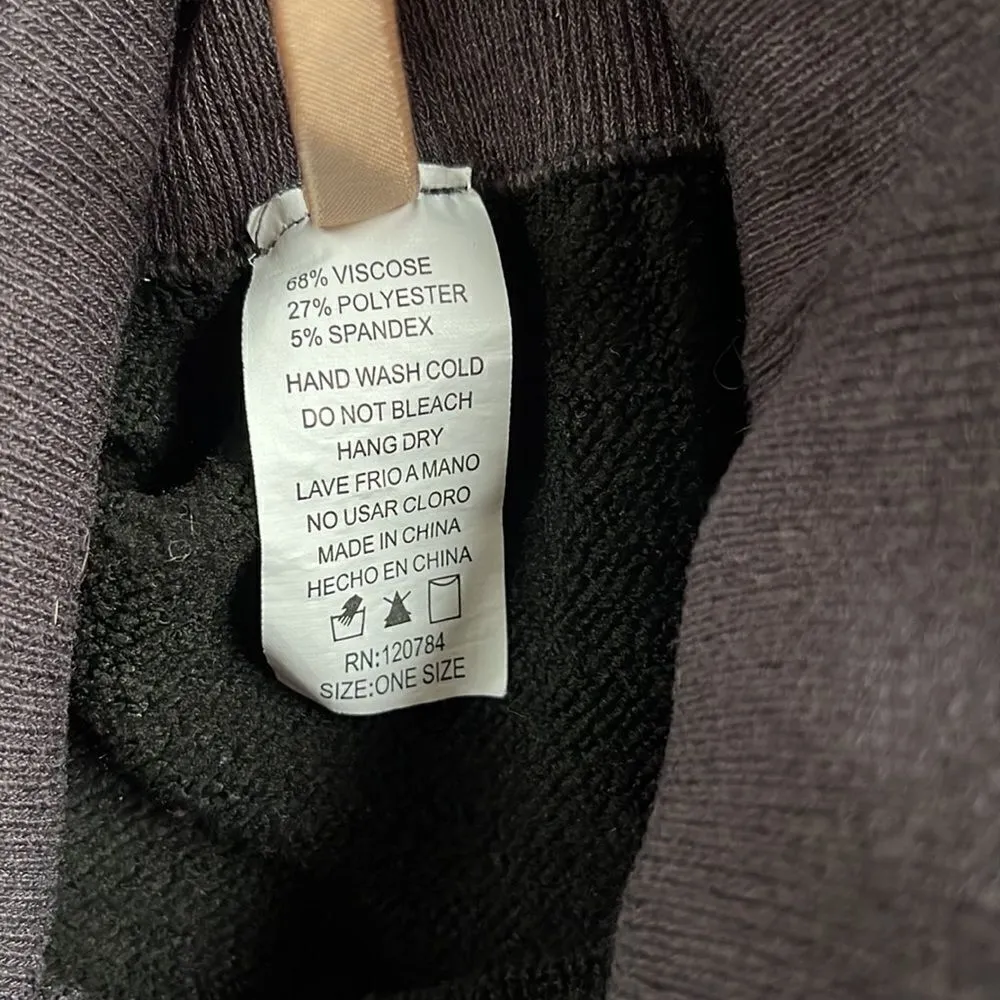 68% VISCOSE
27% POLYESTER
5% SPANDEX
HAND WASH COLD
DO NOT BLEACH
HANG DRY
LAVE FRIO A MANO
NO USAR CLORO
MADE IN CHINA
HECHO EN CHINA
RN:120784
SIZE:ONE SIZE